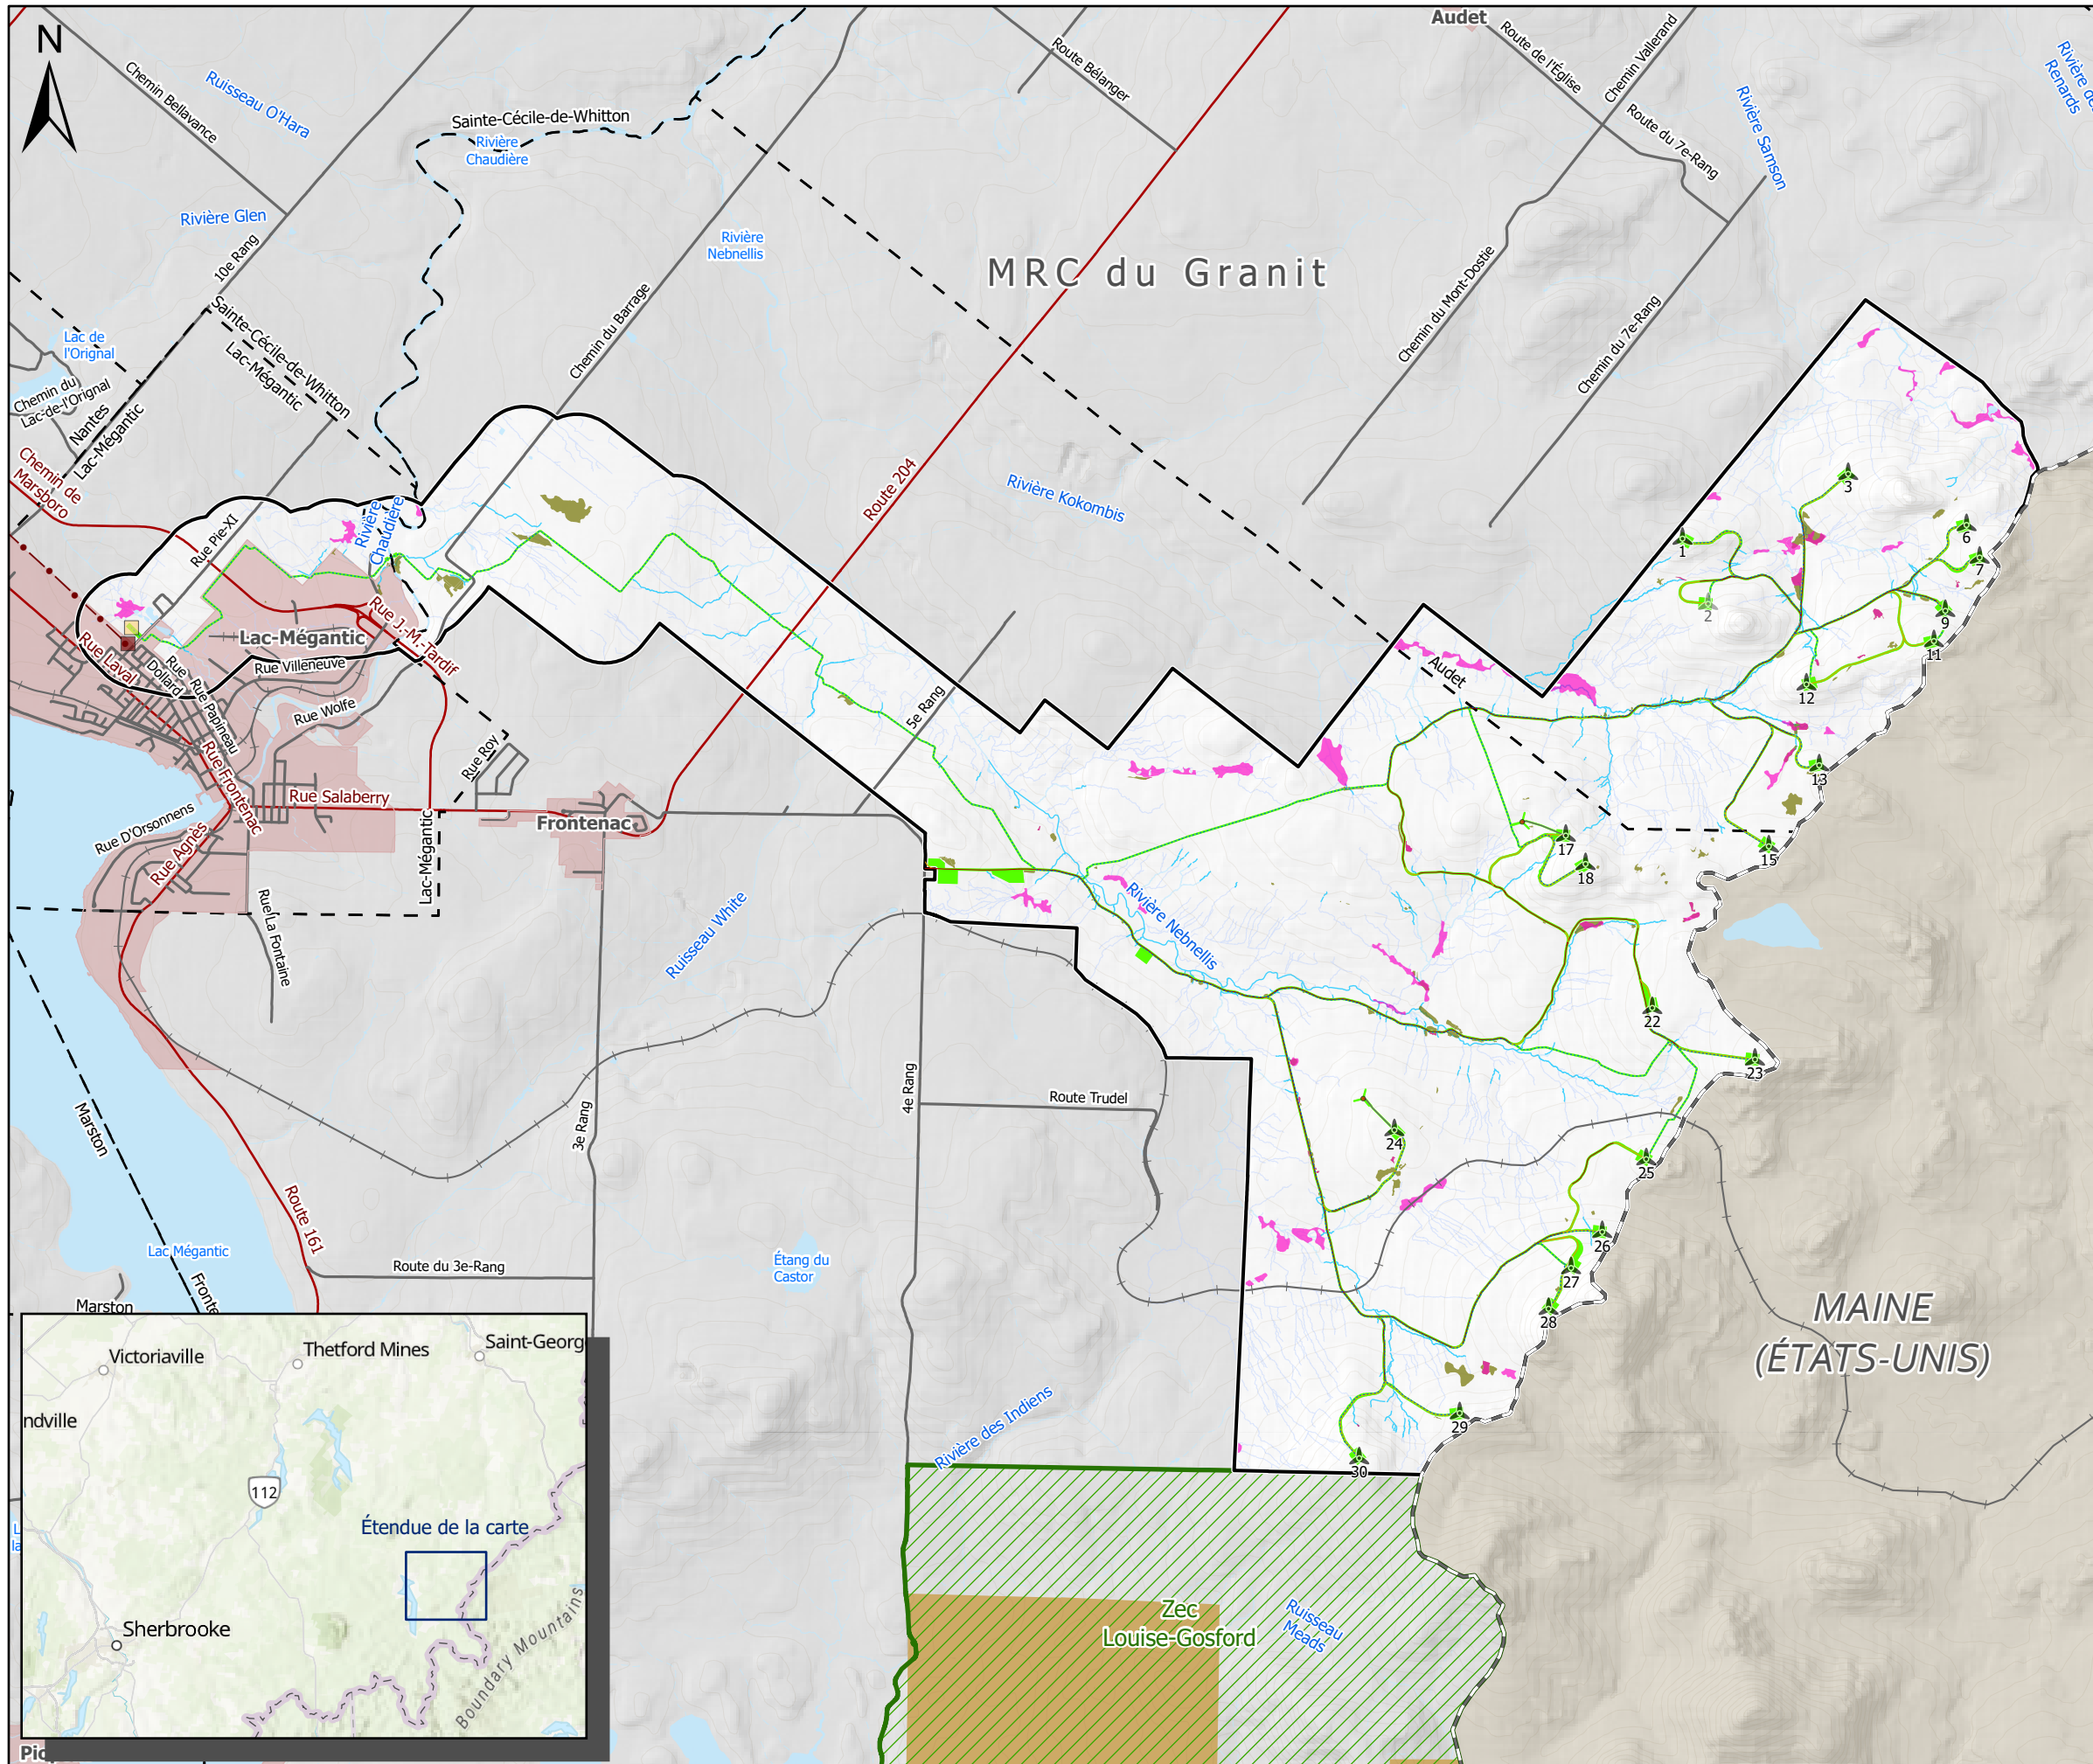 N
Audet
Route de l'Église
Chemin Vallerand
Route Bélanger
Chemin Bellavance
Ruisseau O'Hara
Sainte-Cécile-de-Whitton
Rivière
Chaudière
Route du 7e-Rang
Rivière Samson
Renards
Rivière Glen
10e Rang
Rivière
Nebnellis
MRC du Granit
Chemin du Mont-Dostie
Chemin du 7e-Rang
Chemin du Barrage
Sainte-Cécile-de-Whitton
Lac-Mégantic
Lac de
l'Orignal
Chemin du
Lac-de-l'Orignal
Nantes
Lac-Mégantic
Chemin de
Marsboro
Route 204
Rivière Kokombis
Rivière
Chaudière
Rue Pie-XI
3
1
6
7
2
9
11
12
13
15
Audet
Rue J.-M.-Tardif
Lac-Mégantic
Rue Villeneuve
Rue Laval
Rue
Dollard
Rue Papineau
Rue Wolfe
Rue Roy
5e Rang
Rue Frontenac
Rue Salaberry
Frontenac
Rue D'Orsonnens
Rue Agnès
Lac-Mégantic
Rue La Fontaine
17
18
Ruisseau White
Rivière Nebnellis
22
23
Marston
3e Rang
4e Rang
Route Trudel
24
25
26
27
28
29
30
Route 161
Lac Mégantic
Route du 3e-Rang
Étang du
Castor
Marston
MAINE
(ÉTATS-UNIS)
Rivière des Indiens
Zec
Louise-Gosford
Ruisseau
Meads
Victoriaville
Thetford Mines
Saint-Georg
ndville
112
Étendue de la carte
Sherbrooke
Boundary Mountains